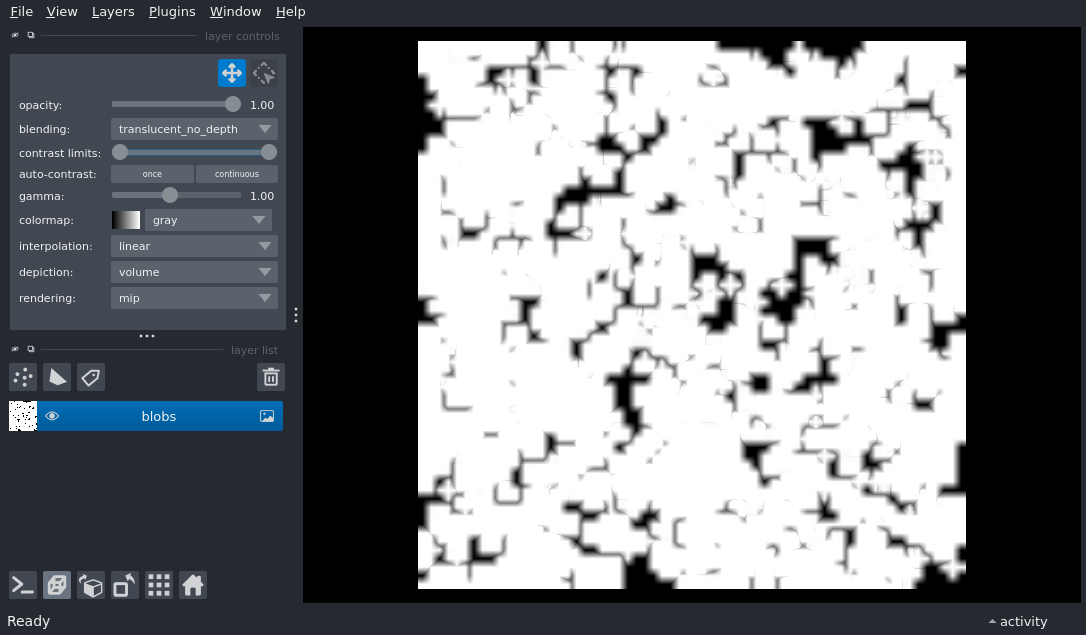 File View Layers Plugins Window Help
layer controls
opacity: 1.00
blending: translucent_no_depth
contrast limits:
auto-contrast: once continuous
gamma: 1.00
colormap: gray
interpolation: linear
depiction: volume
rendering: mip
layer list
blobs
Ready
activity